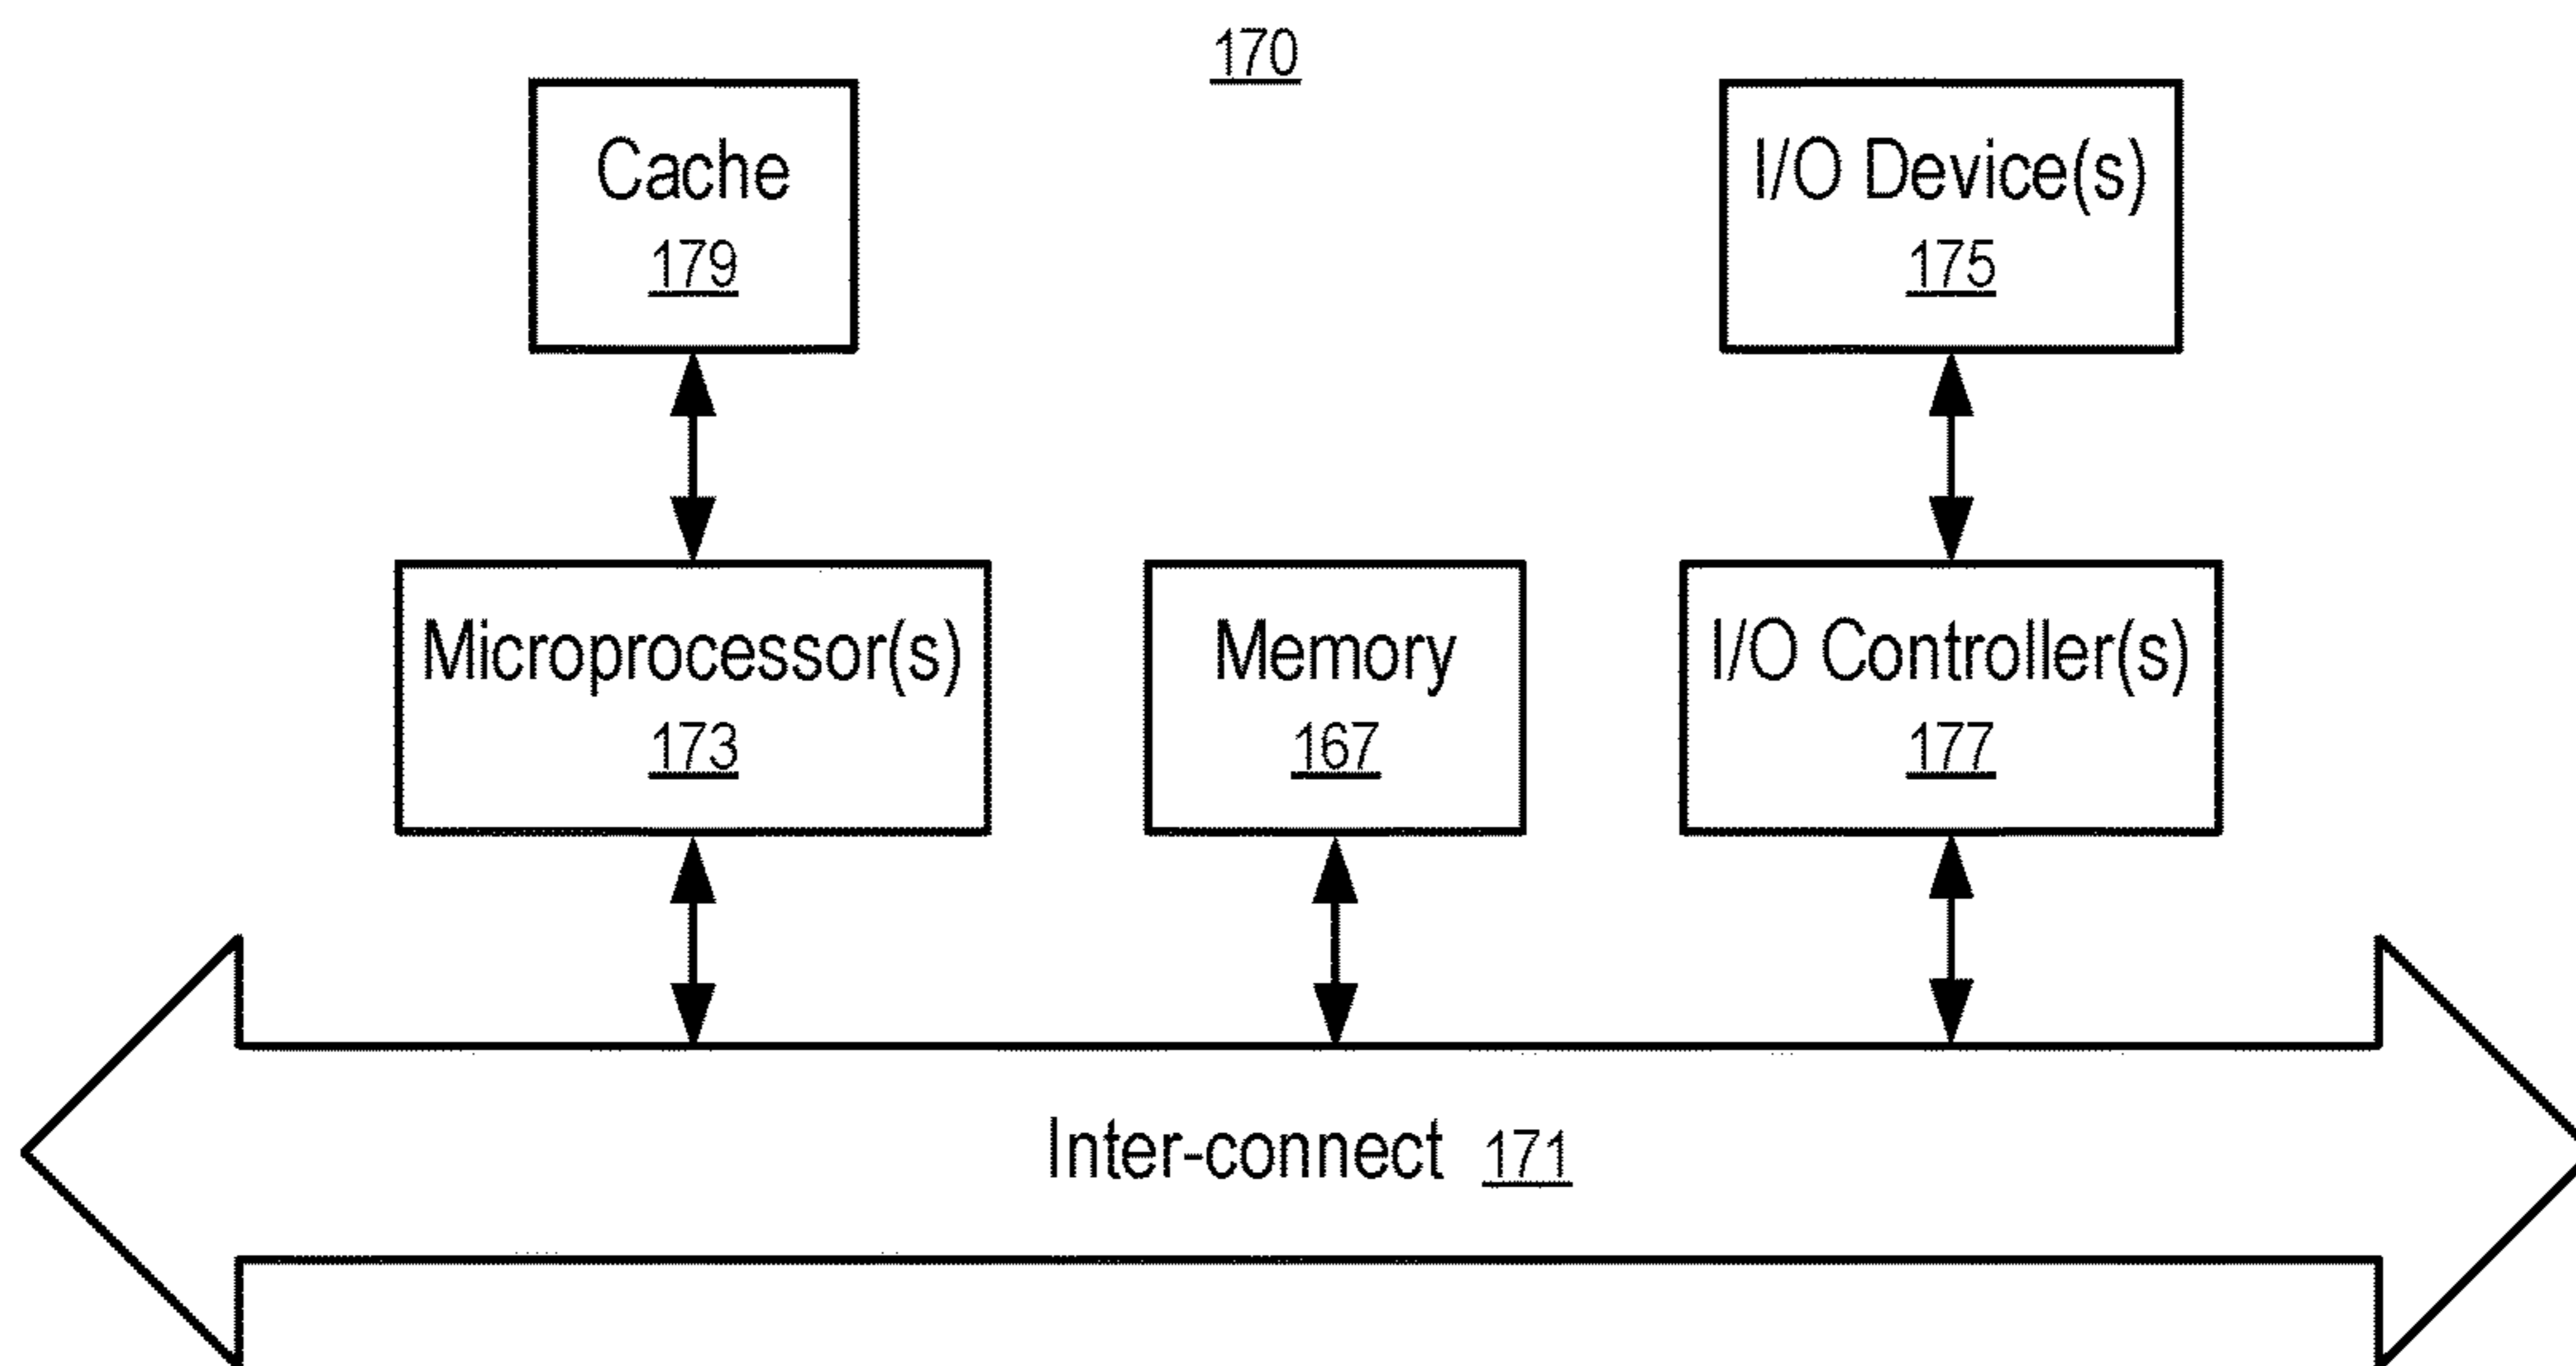 170
Cache
179
I/O Device(s)
175
Microprocessor(s)
173
Memory
167
I/O Controller(s)
177
Inter-connect 171